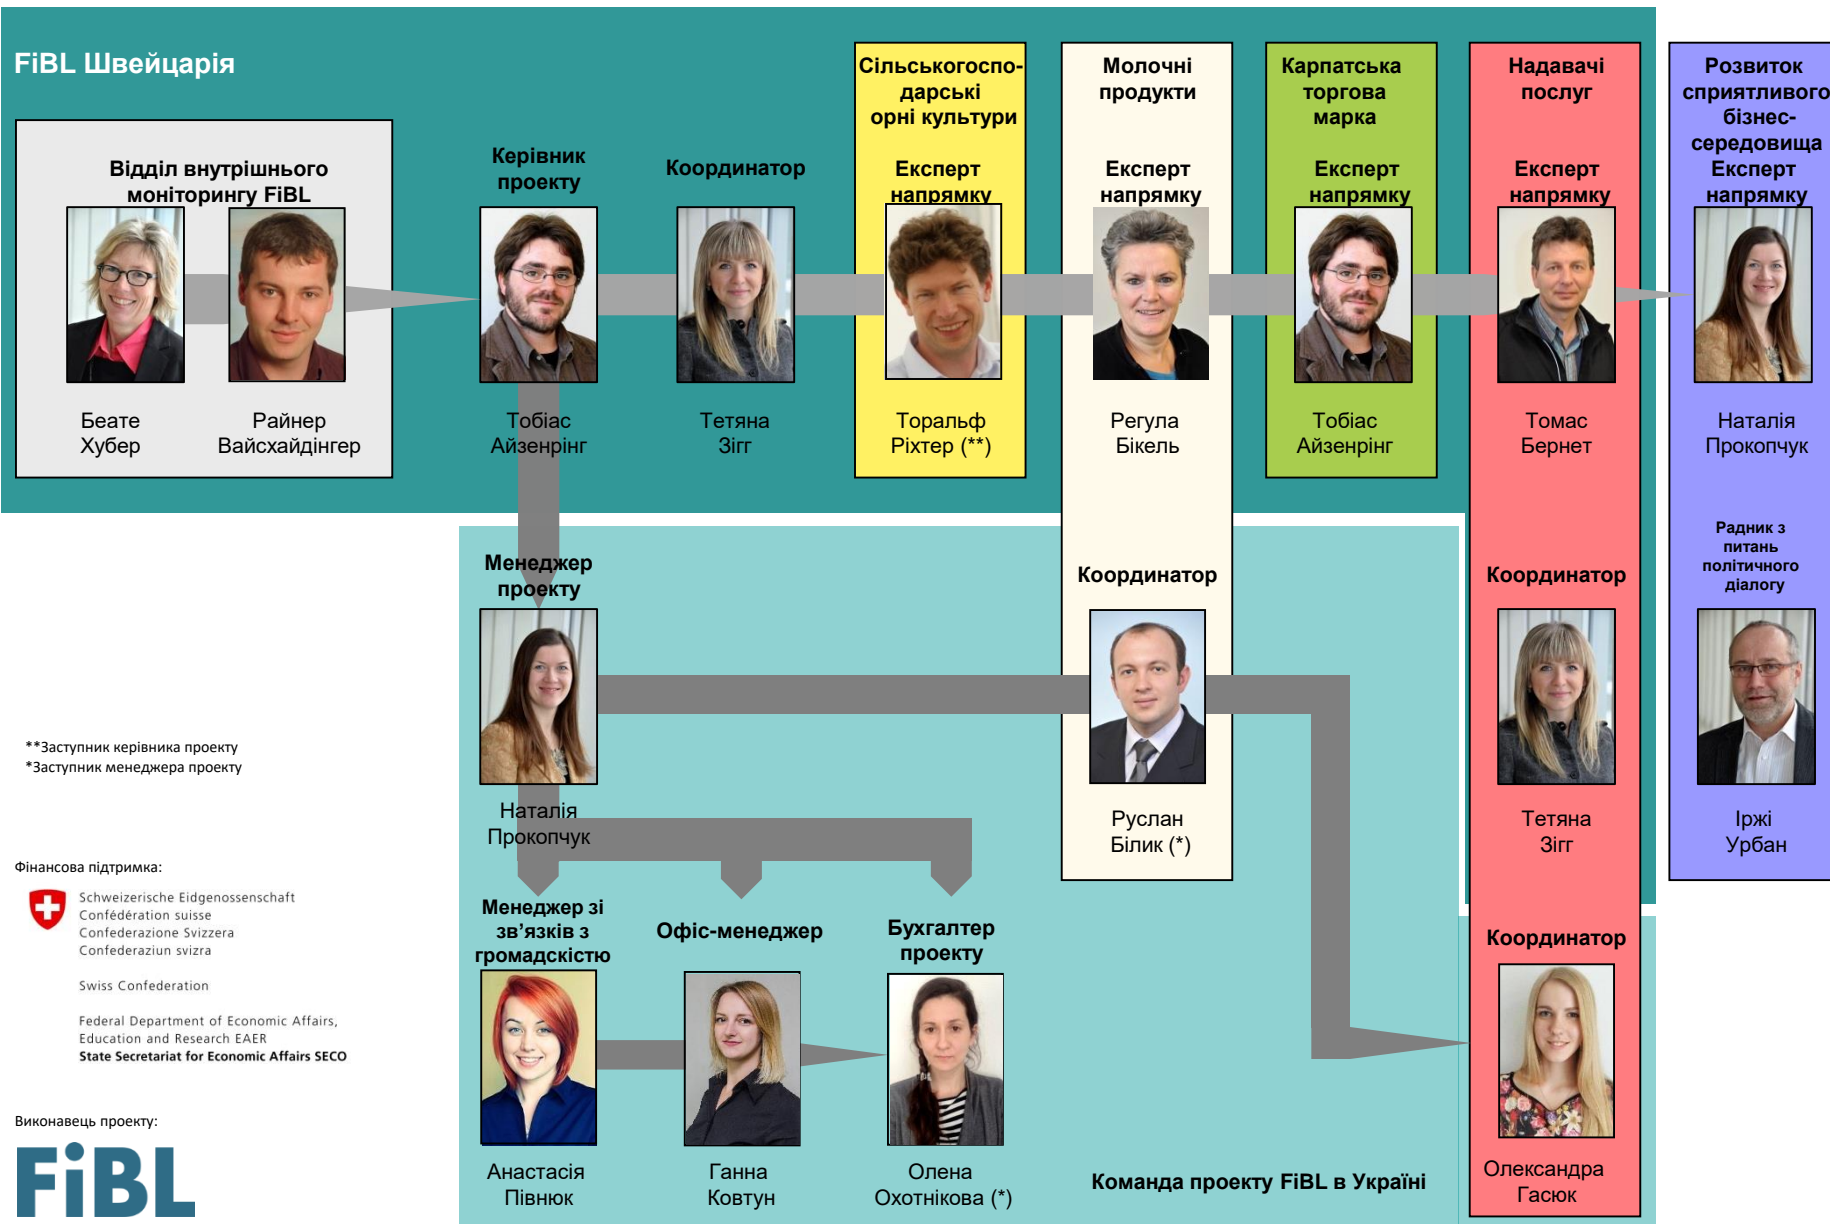 FiBL Швейцарія
Відділ внутрішнього
моніторингу FiBL
Беате
Хубер
Райнер
Вайсхайдінгер
Керівник
проекту
Тобіас
Айзенрінг
Координатор
Тетяна
Зігг
Сільськогоспо-
дарські
орні культури
Експерт
напрямку
Торальф
Ріхтер (**)
Молочні
продукти
Експерт
напрямку
Регула
Бікель
Карпатська
торгова
марка
Експерт
напрямку
Тобіас
Айзенрінг
Надавачі
послуг
Експерт
напрямку
Томас
Бернет
Розвиток
сприятливого
бізнес-
середовища
Експерт
напрямку
Наталія
Прокопчук
Менеджер
проекту
Наталія
Прокопчук
Координатор
Руслан
Білик (*)
Координатор
Тетяна
Зігг
Радник з
питань
політичного
діалогу
Іржі
Урбан
**Заступник керівника проекту
*Заступник менеджера проекту
Фінансова підтримка:
Schweizerische Eidgenossenschaft
Confédération suisse
Confederazione Svizzera
Confederaziun svizra
Swiss Confederation
Federal Department of Economic Affairs,
Education and Research EAER
State Secretariat for Economic Affairs SECO
Виконавець проекту:
FiBL
Менеджер зі
зв’язків з
громадскістю
Анастасія
Півнюк
Офіс-менеджер
Ганна
Ковтун
Бухгалтер
проекту
Олена
Охотнікова (*)
Команда проекту FiBL в Україні
Координатор
Олександра
Гасюк